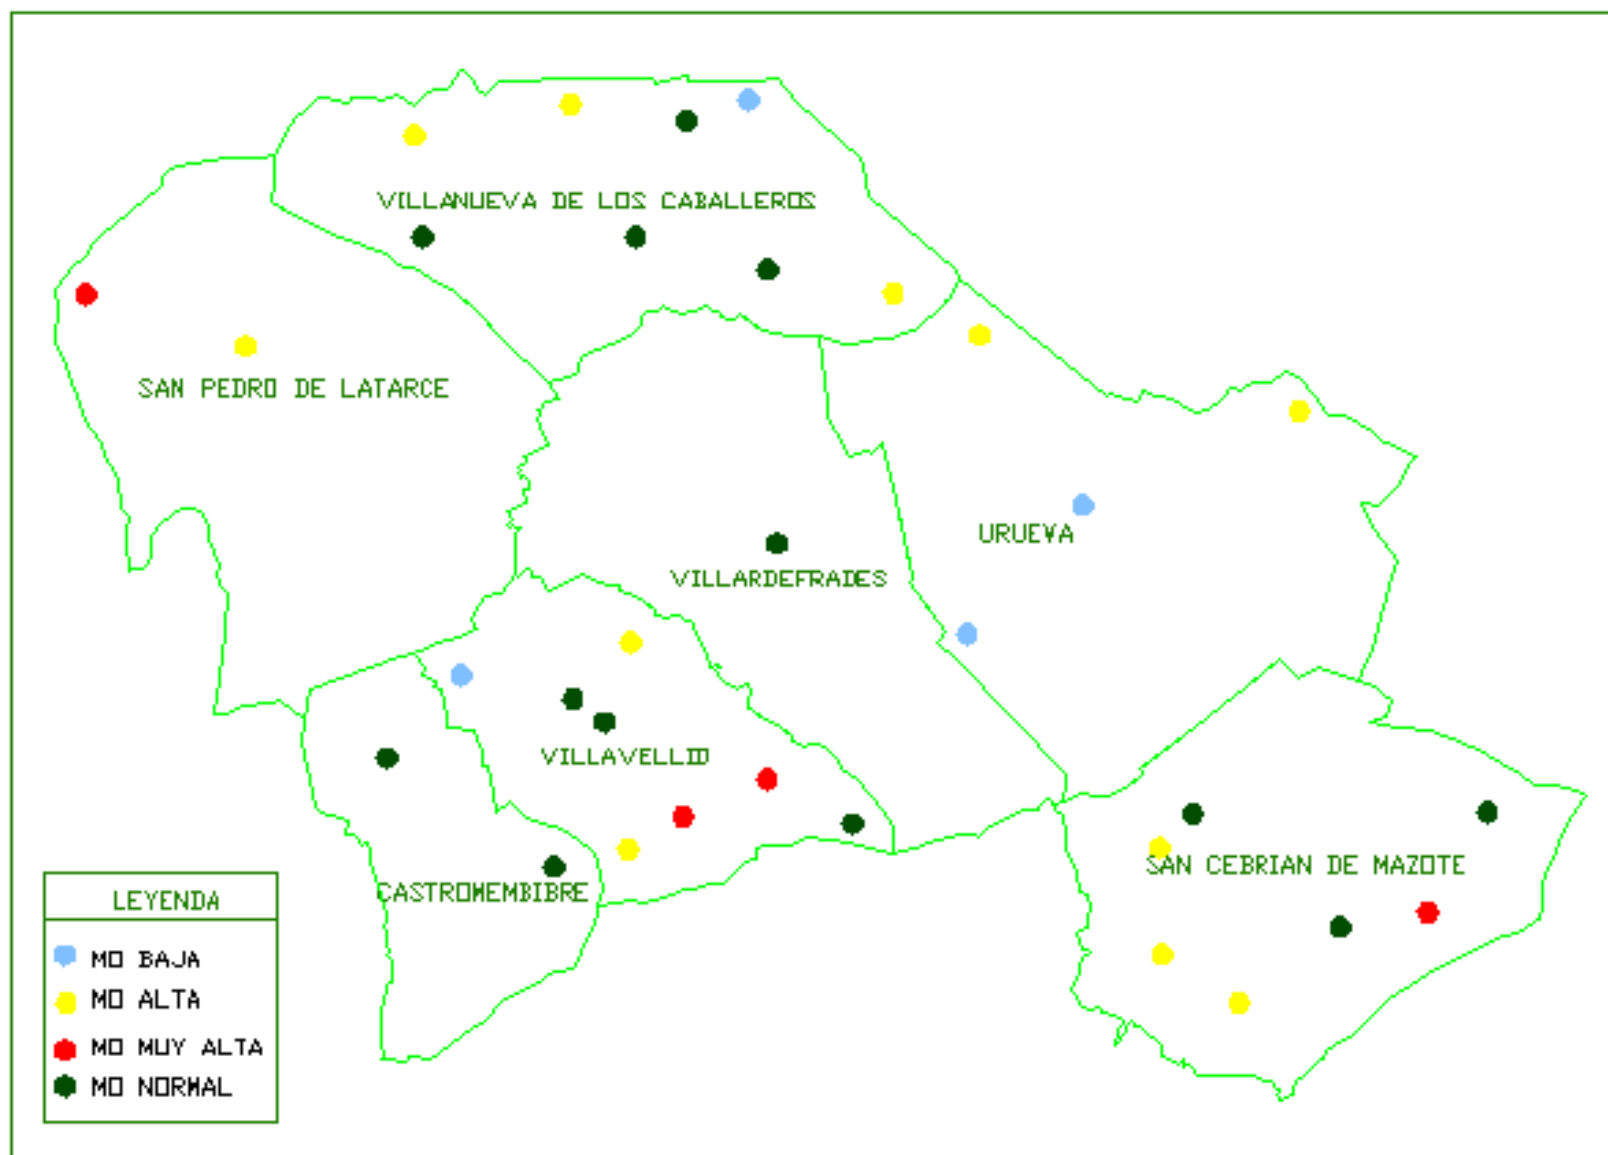 VILLANUEVA DE LOS CABALLEROS
SAN PEDRO DE LATARCE
URUEVA
VILLARDEFRADES
VILLAVELLID
SAN CEBRIAN DE MAZOTE
CASTROMEMBIBRE
LEYENDA
MO BAJA
MO ALTA
MO MUY ALTA
MO NORMAL